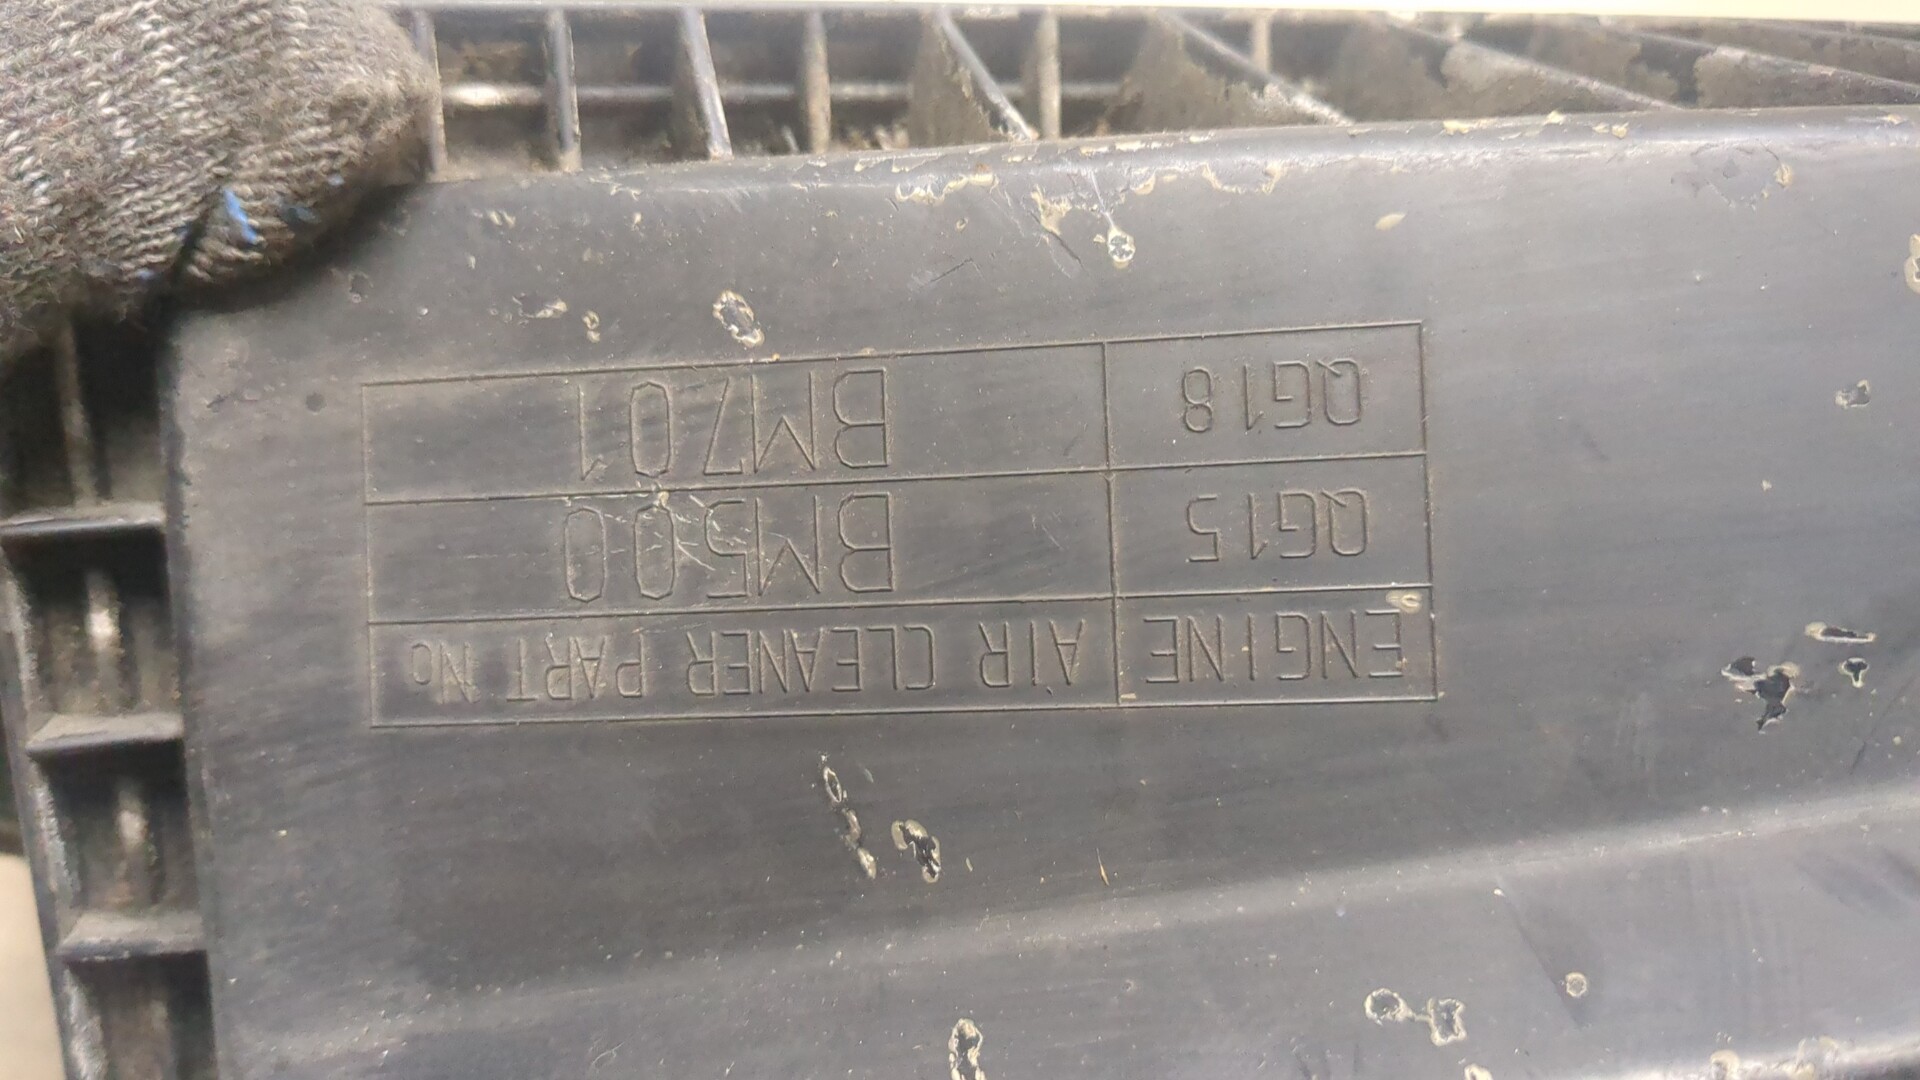 ENGINE AIR CLEANER PART No
QG15 BM500
QG18 BM701